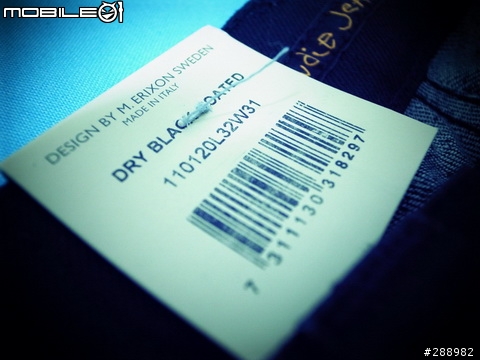 MOBILE01
DESIGN BY M. ERIXON SWEDEN
MADE IN ITALY
DRY BLACK COATED
110120L32W31
7 311130 318297
#288982